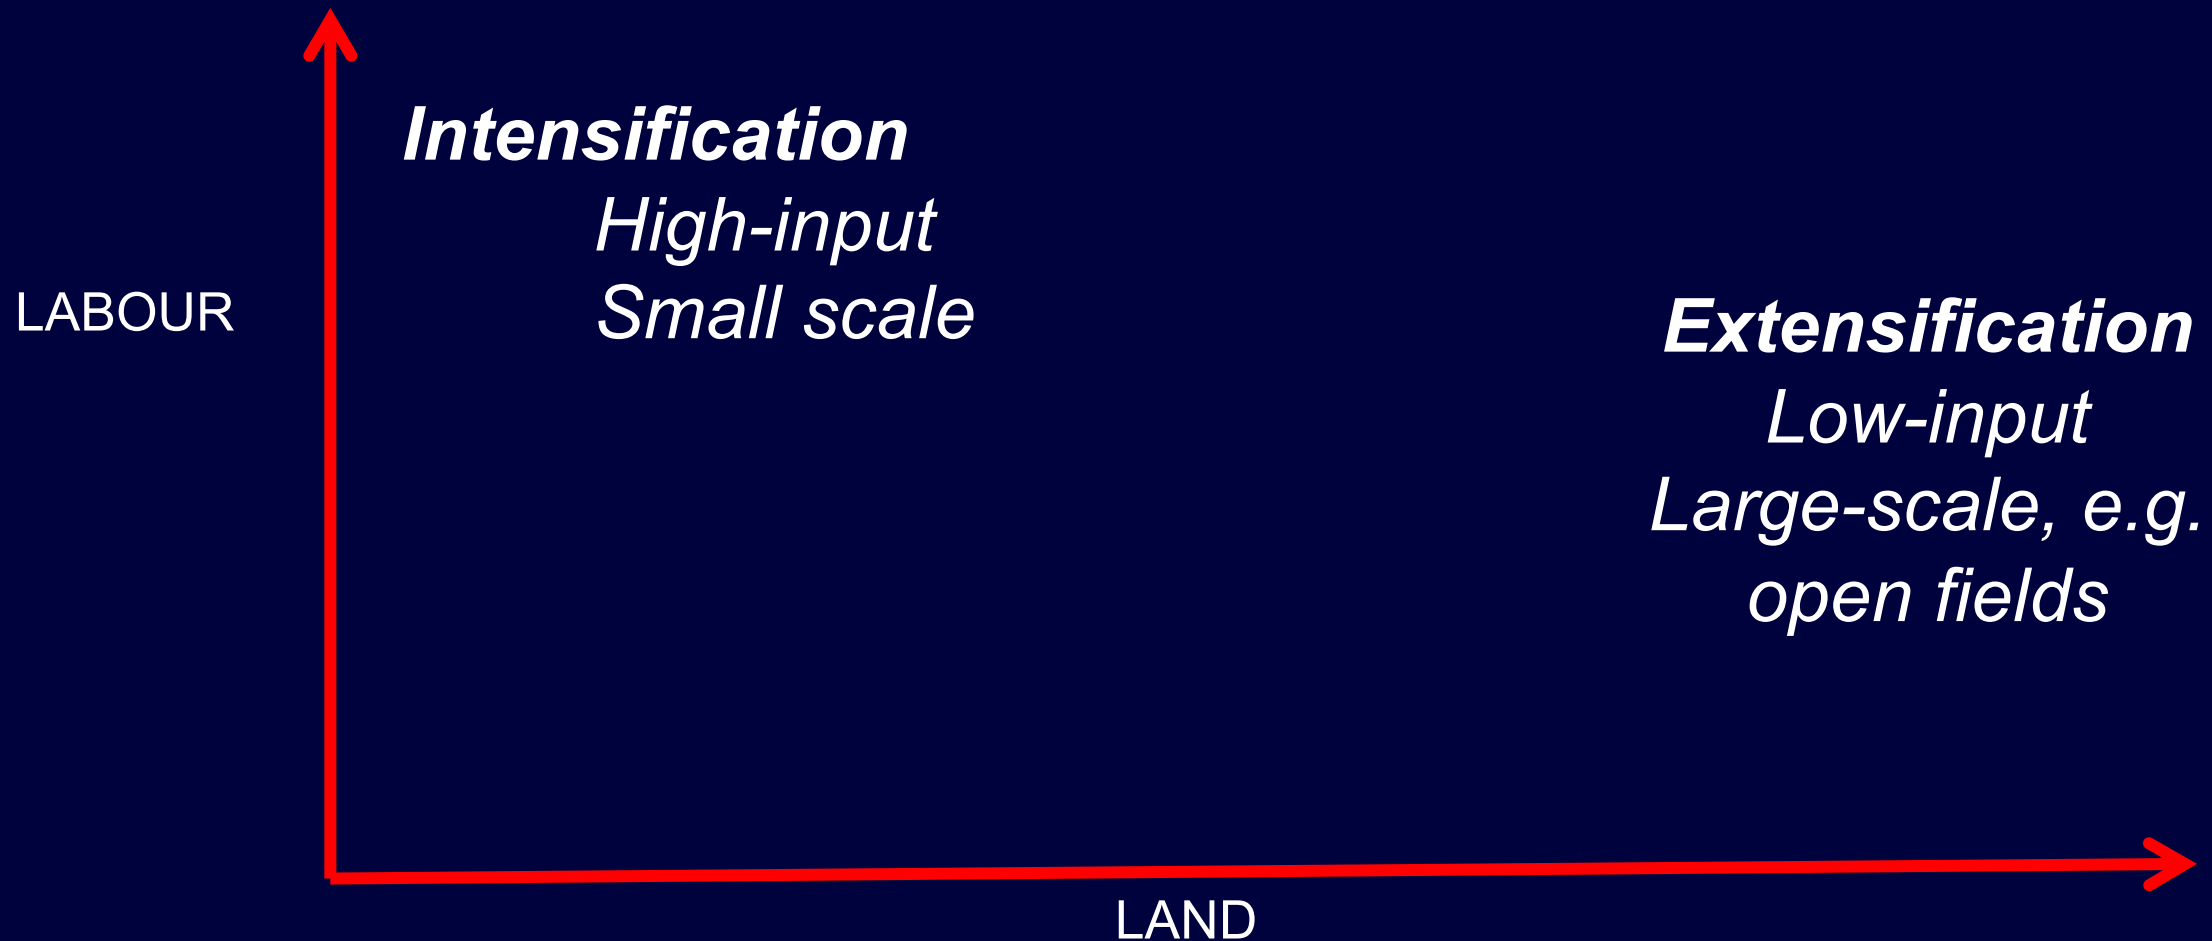 Intensification
High-input
Small scale
LABOUR
Extensification
Low-input
Large-scale, e.g.
open fields
LAND